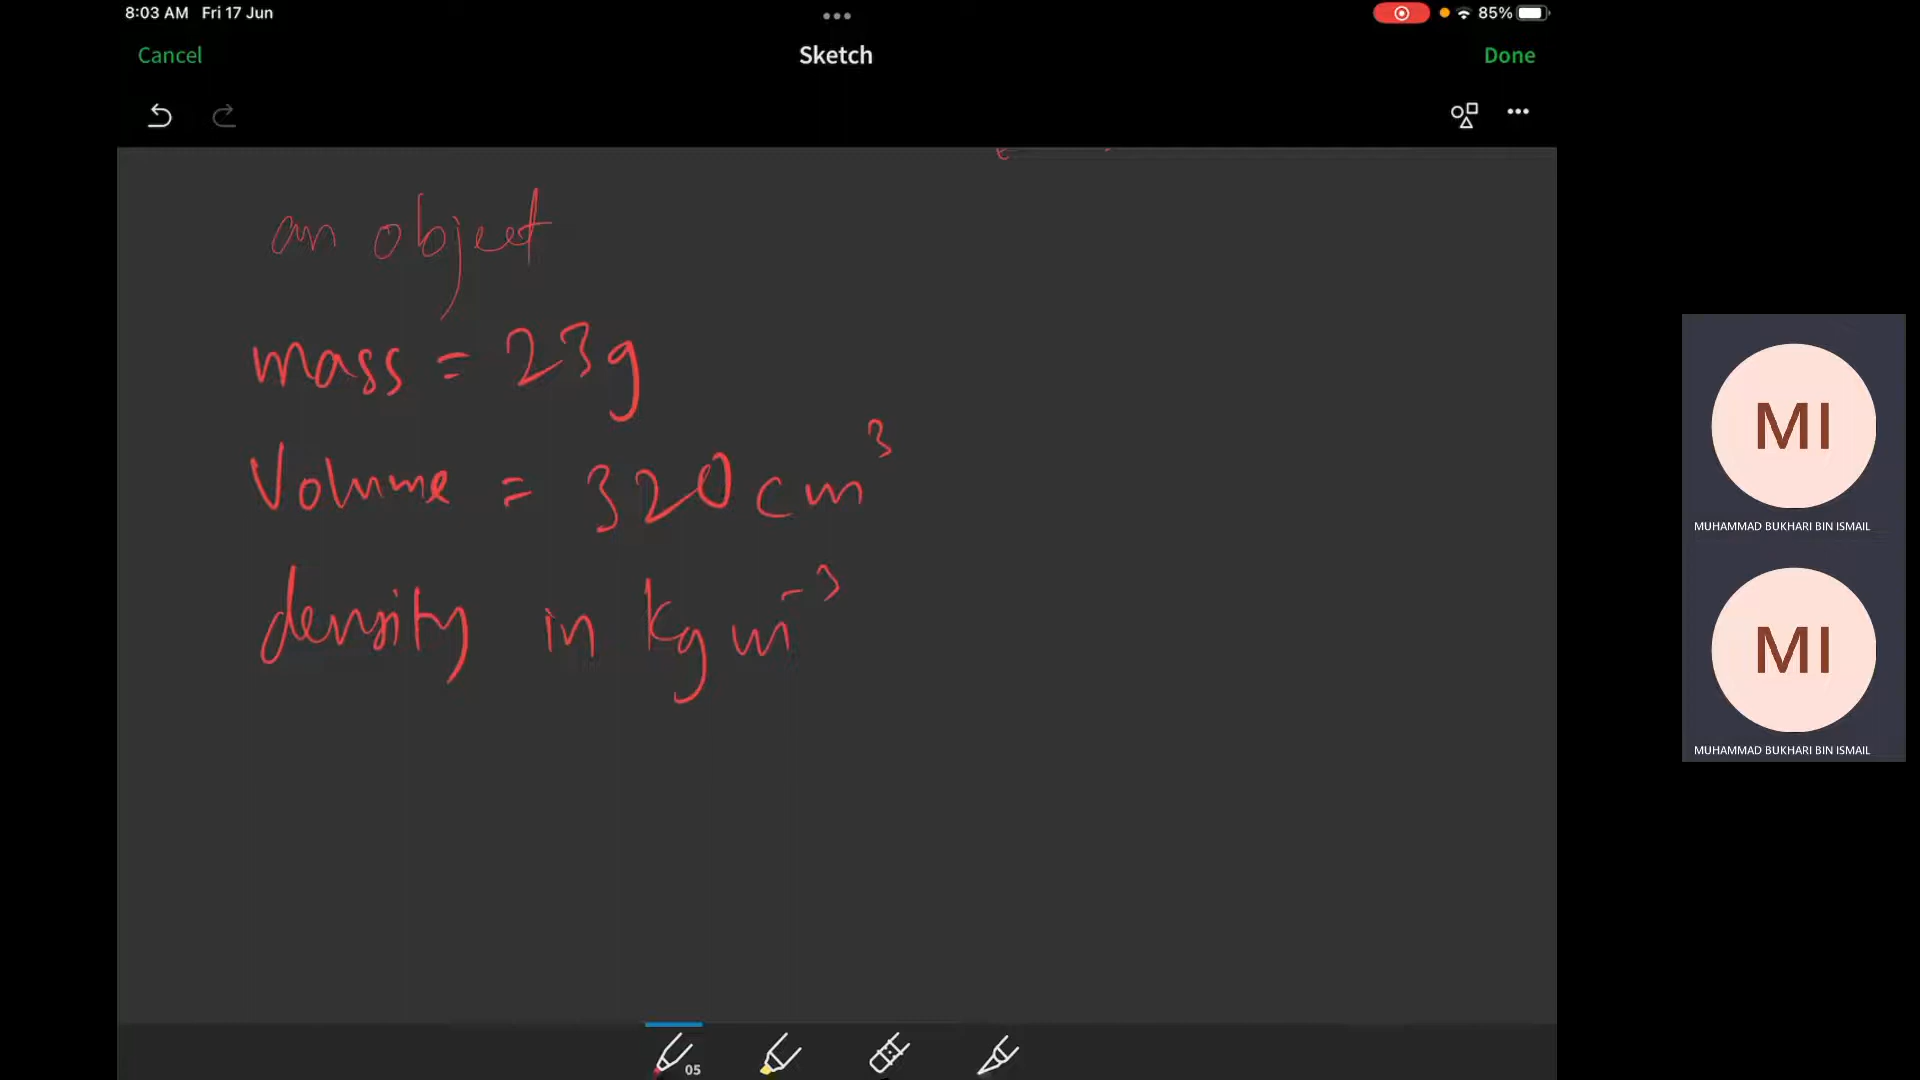 8:03 AM Fri 17 Jun
85%
Cancel
Sketch
Done
an object
mass = 23g
Volume = 320 cm³
density in kg m⁻³
MI
MUHAMMAD BUKHARI BIN ISMAIL
MI
MUHAMMAD BUKHARI BIN ISMAIL
05